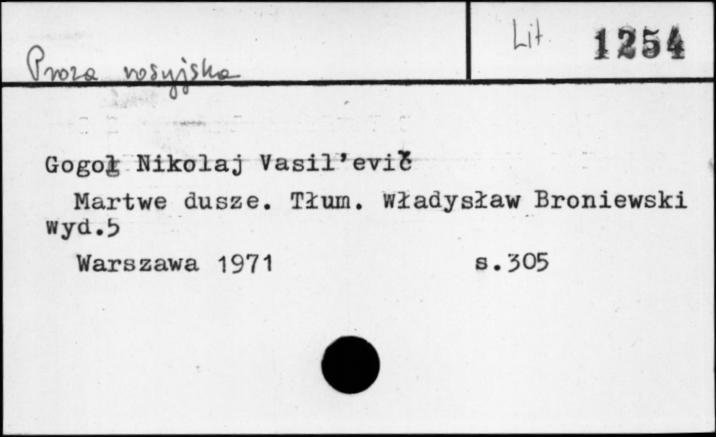 Lit 1254
Proza rosyjska
Gogol Nikolaj Vasil'evič
Martwe dusze. Tłum. Władysław Broniewski
Wyd.5
Warszawa 1971 s.305